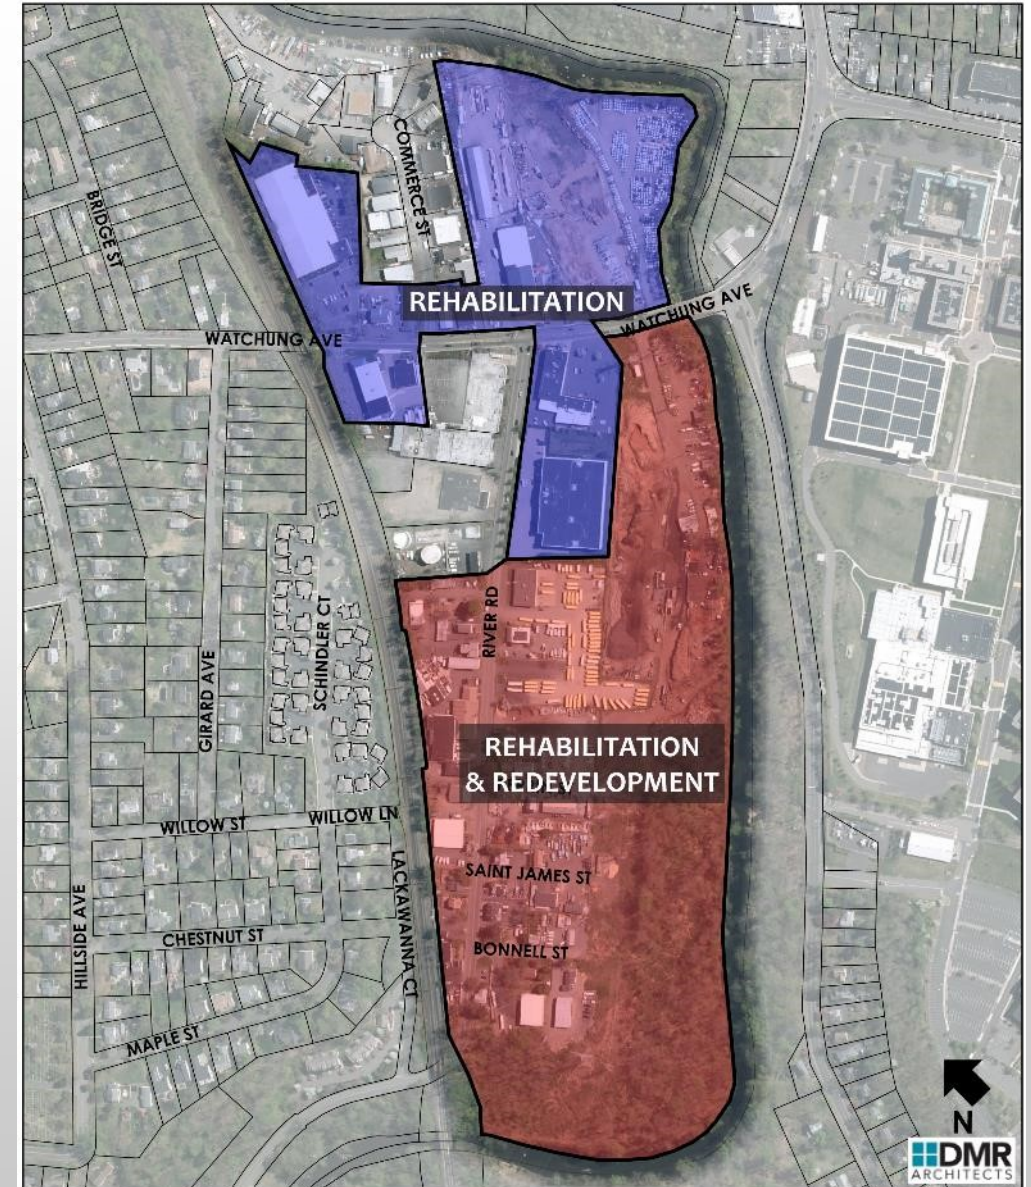 COMMERCE ST
BRIDGE ST
REHABILITATION
WATCHUNG AVE
WATCHUNG AVE
RIVER RD
SCHINDLER CT
GIRARD AVE
REHABILITATION
& REDEVELOPMENT
WILLOW ST
WILLOW LN
SAINT JAMES ST
LACKAWANNA CT
HILLSIDE AVE
CHESTNUT ST
BONNELL ST
MAPLE ST
N
DMR
ARCHITECTS